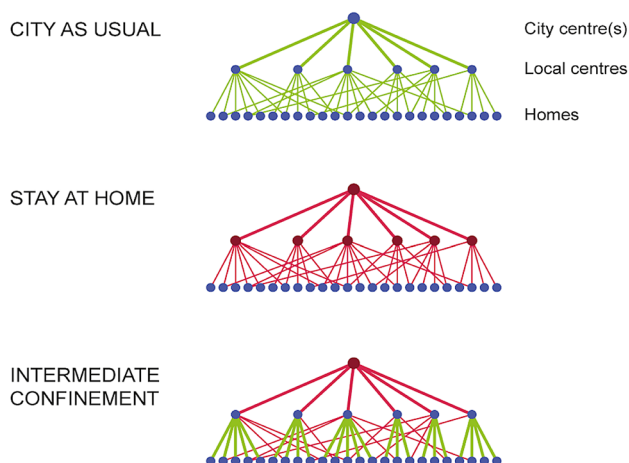 CITY AS USUAL
City centre(s)
Local centres
Homes
STAY AT HOME
INTERMEDIATE
CONFINEMENT